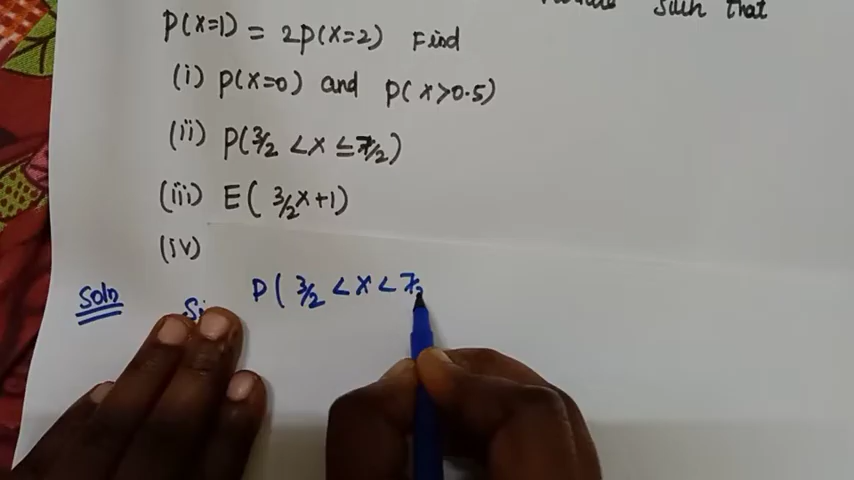 Such that
P(X=1) = 2P(X=2) Find
(i) P(X=0) and P(X>0.5)
(ii) P(3/2 <X ≤7/2)
(iii) E( 3/2X+1)
(iv)
Soln
P( 3/2 < X < 7/2